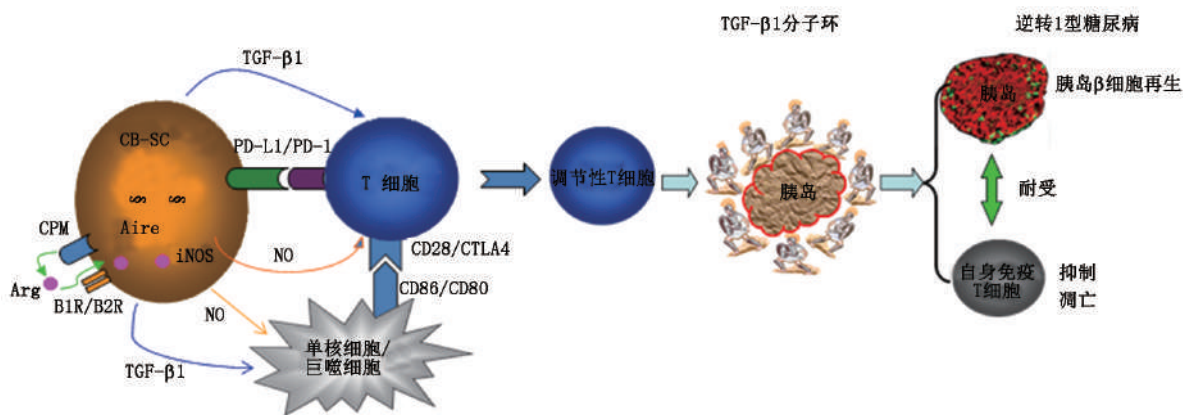 TGF-β1分子环
逆转1型糖尿病
TGF-β1
胰岛
胰岛β细胞再生
CB-SC
PD-L1/PD-1
T 细胞
调节性T细胞
胰岛
耐受
CPM
Aire
iNOS
NO
CD28/CTLA4
Arg
B1R/B2R
NO
CD86/CD80
自身免疫
T细胞
抑制
凋亡
TGF-β1
单核细胞/
巨噬细胞